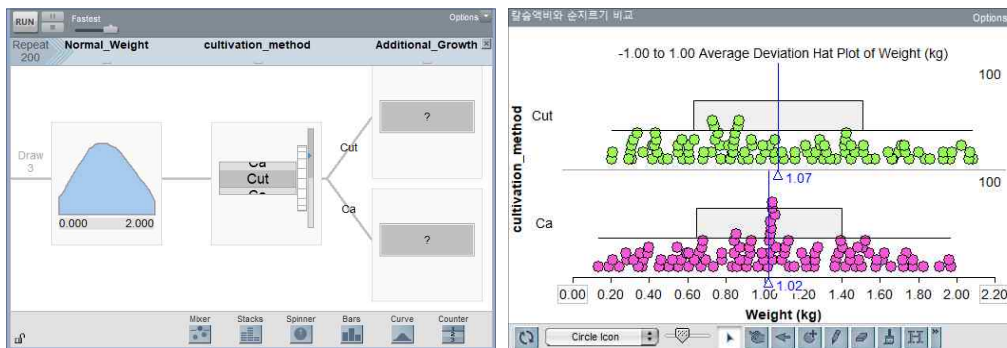 RUN
Fastest
Options
Repeat
200
Normal_Weight
cultivation_method
Additional_Growth
Draw
3
0.000 2.000
Ca
Cut
Ca
Cut
Ca
?
?
Mixer Stacks Spinner Bars Curve Counter
칼슘액비와 순지르기 비교
Options
-1.00 to 1.00 Average Deviation Hat Plot of Weight (kg)
100
Cut
1.07
cultivation_method
100
Ca
1.02
0.00 0.20 0.40 0.60 0.80 1.00 1.20 1.40 1.60 1.80 2.00 2.20
Weight (kg)
Circle Icon